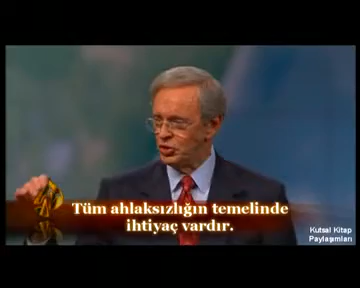 Tüm ahlaksızlığın temelinde
ihtiyaç vardır.
Kutsal Kitap
Paylaşımları